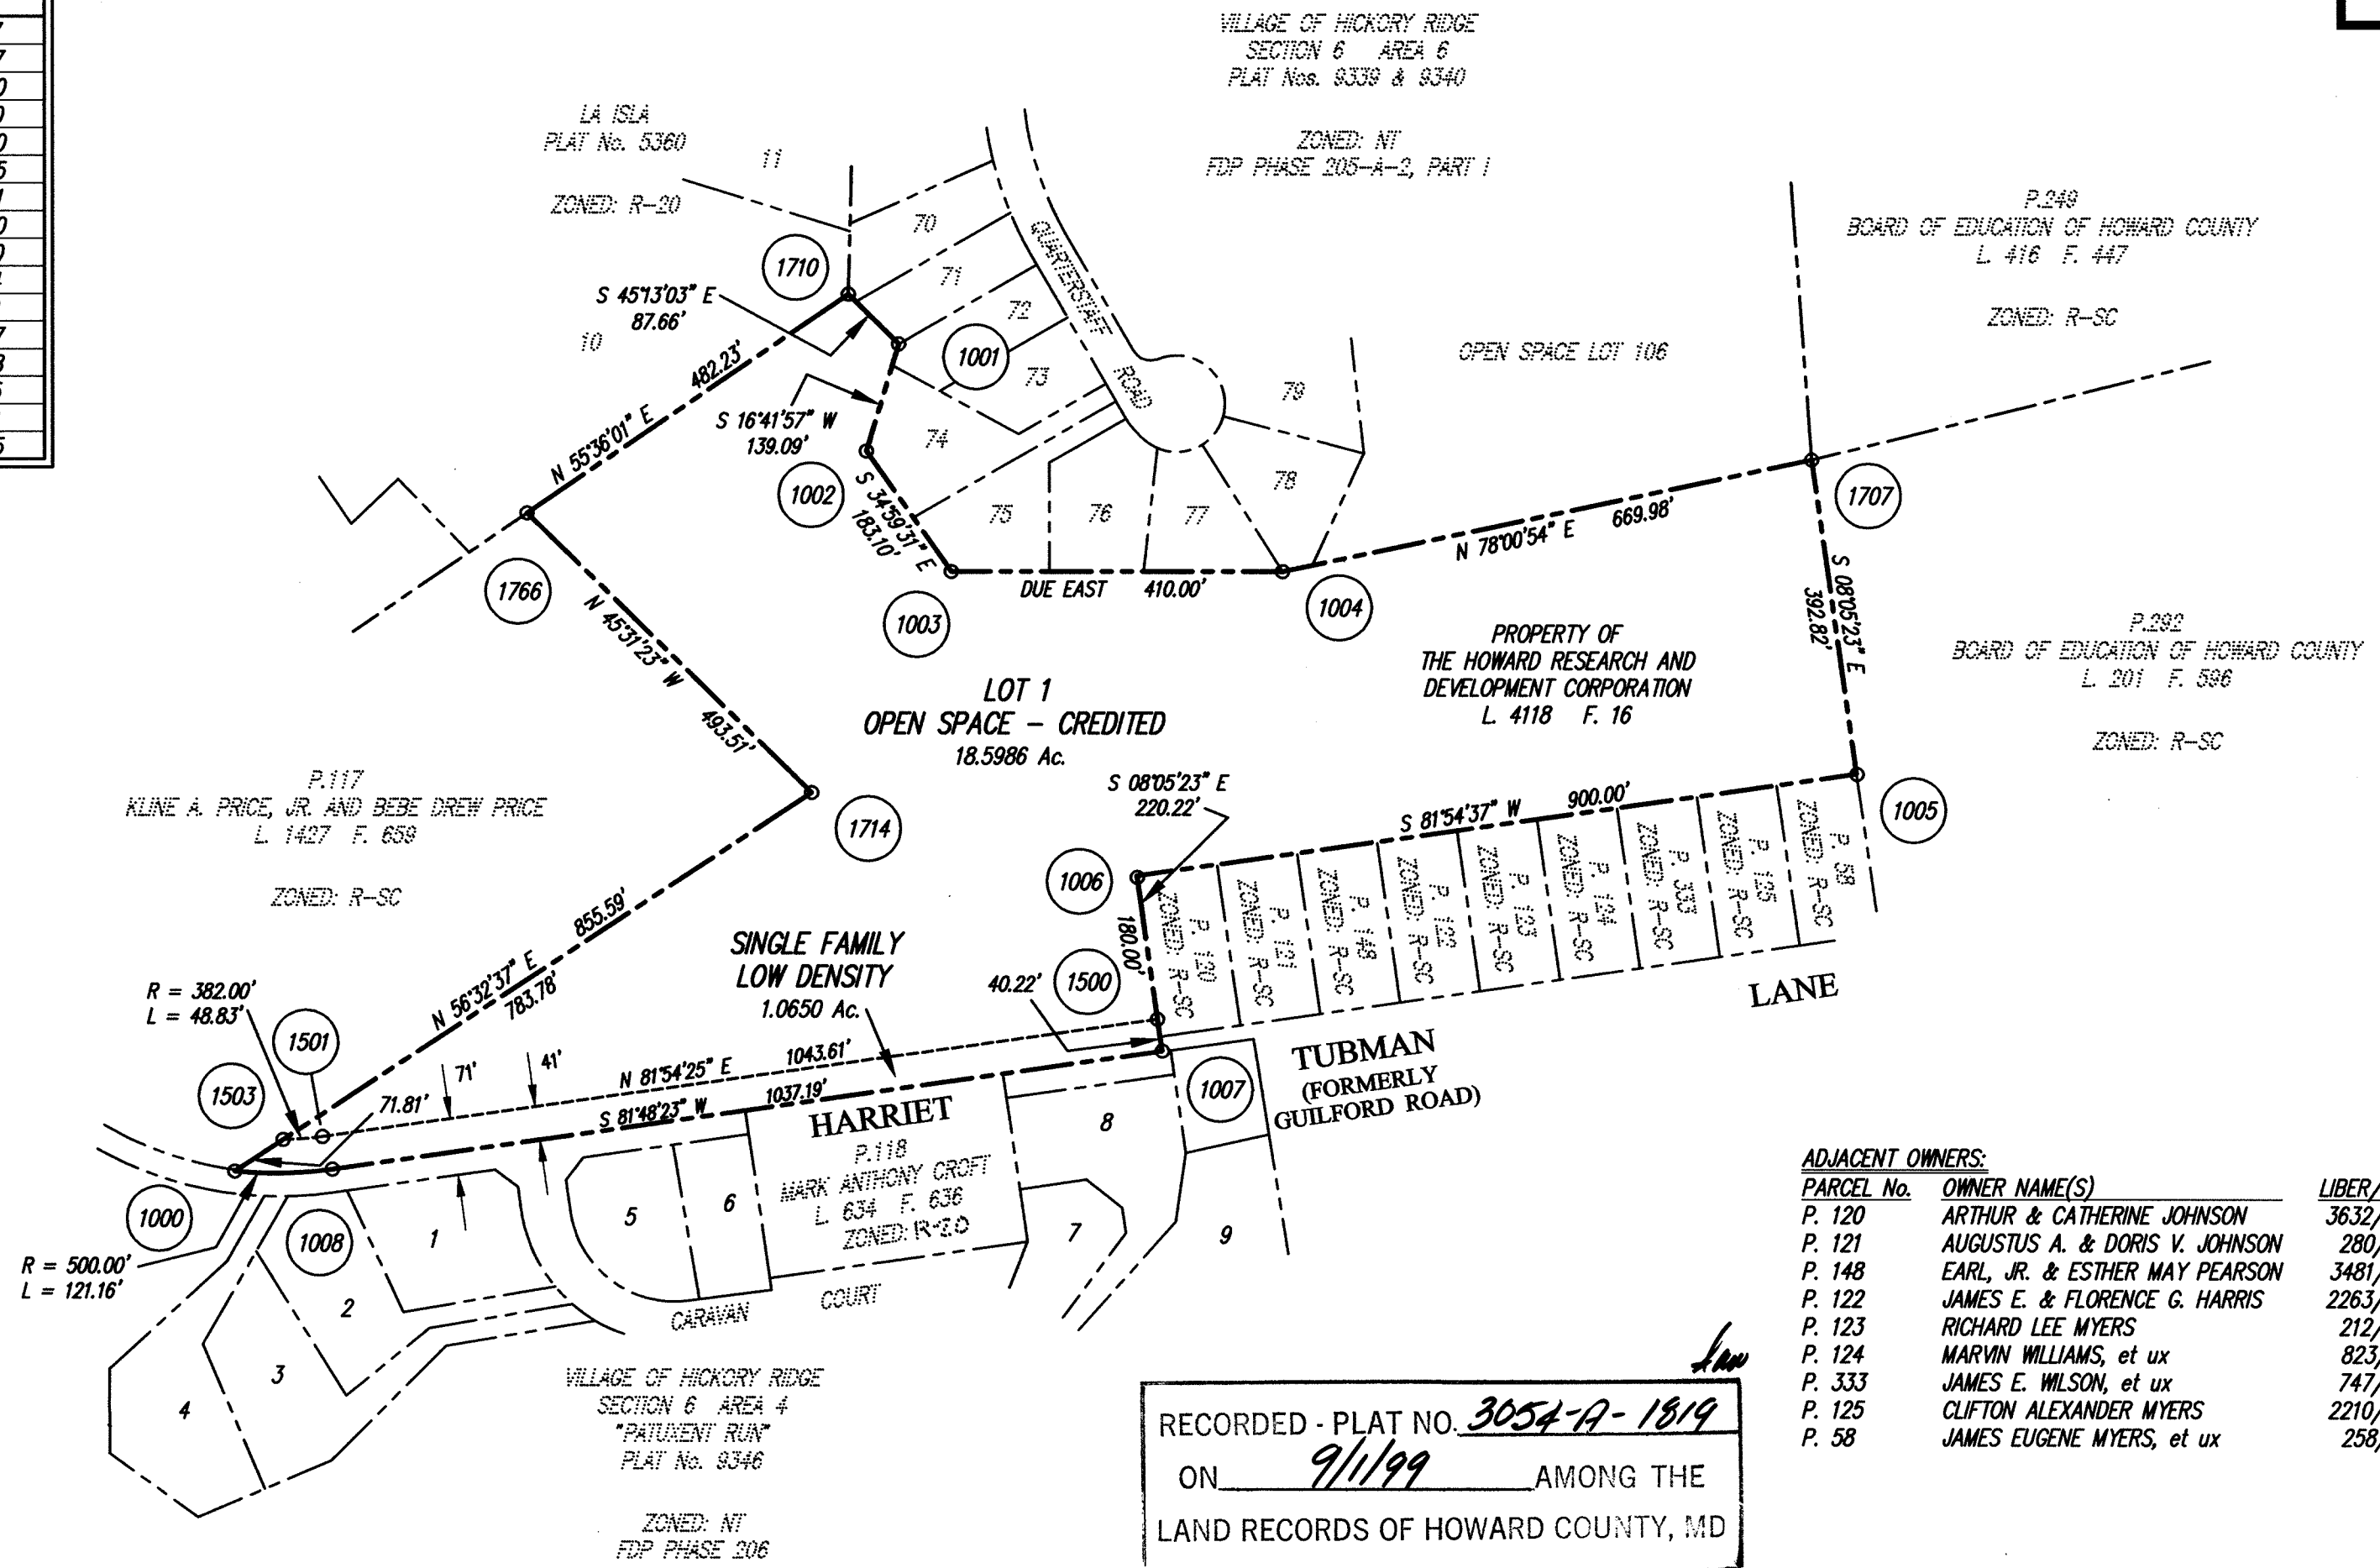 VILLAGE OF HICKORY RIDGE
SECTION 6 AREA 6
PLAT Nos. 9339 & 9340
ZONED: NT
FDP PHASE 205-A-2, PART I
LA ISLA
PLAT No. 5360
ZONED: R-20
11
10
P.249
BOARD OF EDUCATION OF HOWARD COUNTY
L. 416 F. 447
ZONED: R-SC
OPEN SPACE LOT 106
QUARTERSTAFF
ROAD
70
71
72
73
74
75
76
77
78
79
1710
S 45°13'03" E
87.66'
1001
482.23'
N 55°36'01" E
S 16°41'57" W
139.09'
1002
S 34°59'31" E
183.10'
1003
DUE EAST 410.00'
1004
N 78°00'54" E 669.98'
1707
S 08°05'23" E
392.82'
1766
N 45°31'23" W
493.51'
PROPERTY OF
THE HOWARD RESEARCH AND
DEVELOPMENT CORPORATION
L. 4118 F. 16
P.292
BOARD OF EDUCATION OF HOWARD COUNTY
L. 201 F. 596
ZONED: R-SC
LOT 1
OPEN SPACE - CREDITED
18.5986 Ac.
P.117
KLINE A. PRICE, JR. AND BEBE DREW PRICE
L. 1427 F. 659
ZONED: R-SC
1714
S 08°05'23" E
220.22'
S 81°54'37" W 900.00'
1005
1006
180.00'
1500
40.22'
P. 120
ZONED: R-SC
P. 121
ZONED: R-SC
P. 148
ZONED: R-SC
P. 122
ZONED: R-SC
P. 123
ZONED: R-SC
P. 124
ZONED: R-SC
P. 333
ZONED: R-SC
P. 125
ZONED: R-SC
P. 58
ZONED: R-SC
LANE
855.59'
N 56°32'37" E
783.78'
SINGLE FAMILY
LOW DENSITY
1.0650 Ac.
R = 382.00'
L = 48.83'
1501
1503
71'
41'
71.81'
N 81°54'25" E 1043.61'
S 81°48'23" W 1037.19'
HARRIET
TUBMAN
(FORMERLY
GUILFORD ROAD)
1007
P.118
MARK ANTHONY CROFT
L. 634 F. 636
ZONED: R-20
1000
1008
R = 500.00'
L = 121.16'
1
2
3
4
5
6
7
8
9
CARAVAN COURT
VILLAGE OF HICKORY RIDGE
SECTION 6 AREA 4
"PATUXENT RUN"
PLAT No. 9346
ZONED: NT
FDP PHASE 206
ADJACENT OWNERS:
PARCEL No. OWNER NAME(S) LIBER/
P. 120 ARTHUR & CATHERINE JOHNSON 3632/
P. 121 AUGUSTUS A. & DORIS V. JOHNSON 280/
P. 148 EARL, JR. & ESTHER MAY PEARSON 3481/
P. 122 JAMES E. & FLORENCE G. HARRIS 2263/
P. 123 RICHARD LEE MYERS 212/
P. 124 MARVIN WILLIAMS, et ux 823/
P. 333 JAMES E. WILSON, et ux 747/
P. 125 CLIFTON ALEXANDER MYERS 2210/
P. 58 JAMES EUGENE MYERS, et ux 258/
RECORDED - PLAT NO. 3054-A-1819
ON 9/1/99 AMONG THE
LAND RECORDS OF HOWARD COUNTY, MD